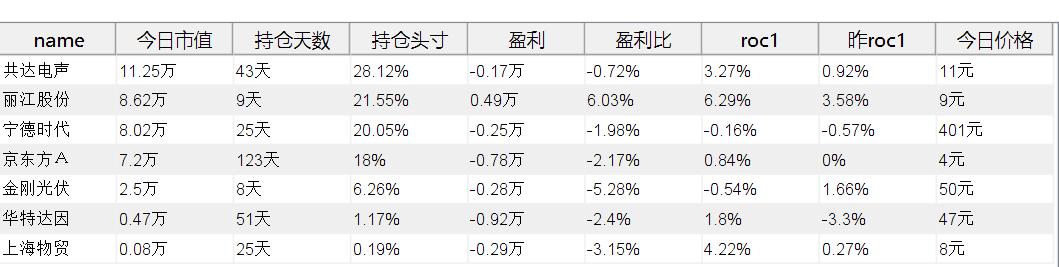 name 今日市值 持仓天数 持仓头寸 盈利 盈利比 roc1 昨roc1 今日价格
共达电声 11.25万 43天 28.12% -0.17万 -0.72% 3.27% 0.92% 11元
丽江股份 8.62万 9天 21.55% 0.49万 6.03% 6.29% 3.58% 9元
宁德时代 8.02万 25天 20.05% -0.25万 -1.98% -0.16% -0.57% 401元
京东方Ａ 7.2万 123天 18% -0.78万 -2.17% 0.84% 0% 4元
金刚光伏 2.5万 8天 6.26% -0.28万 -5.28% -0.54% 1.66% 50元
华特达因 0.47万 51天 1.17% -0.92万 -2.4% 1.8% -3.3% 47元
上海物贸 0.08万 25天 0.19% -0.29万 -3.15% 4.22% 0.27% 8元